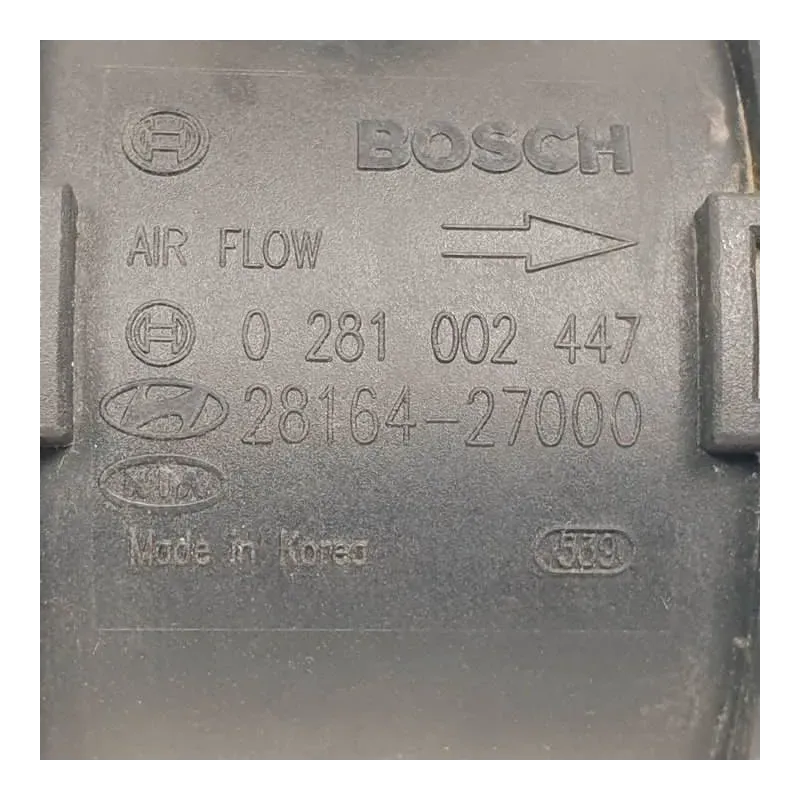 BOSCH
AIR FLOW
0 281 002 447
28164-27000
KIA
Made in Korea 539